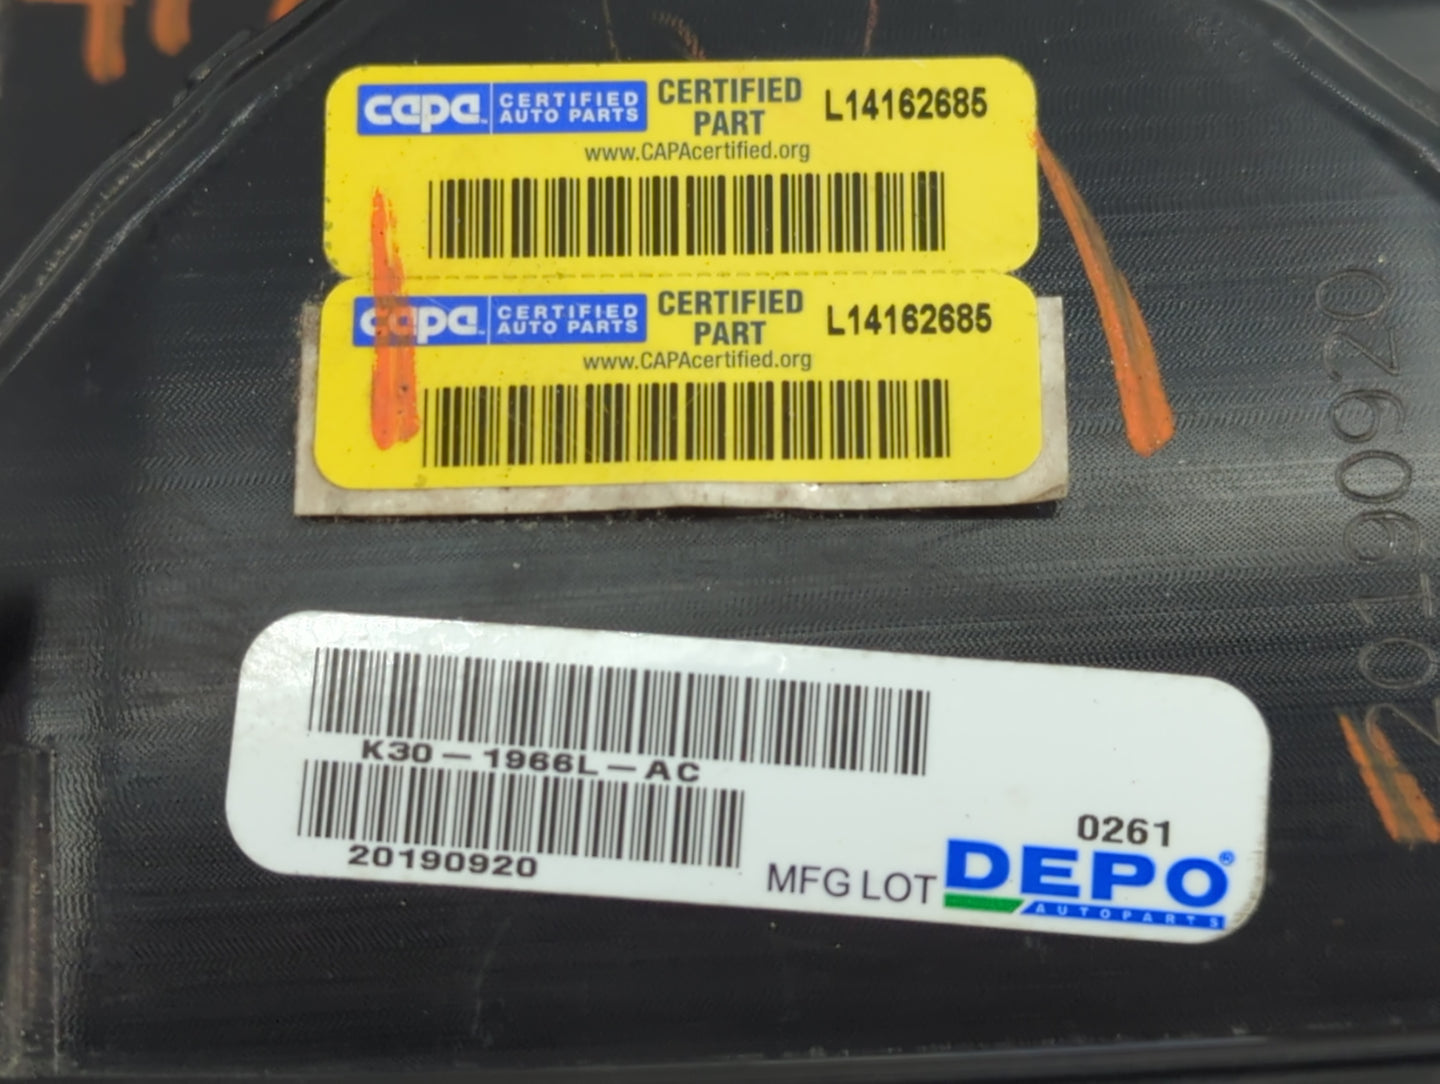 capa CERTIFIED AUTO PARTS CERTIFIED PART L14162685
www.CAPAcertified.org
capa CERTIFIED AUTO PARTS CERTIFIED PART L14162685
www.CAPAcertified.org
20190920
K30-1966L-AC
20190920
0261
MFG LOT DEPO®
AUTOPARTS